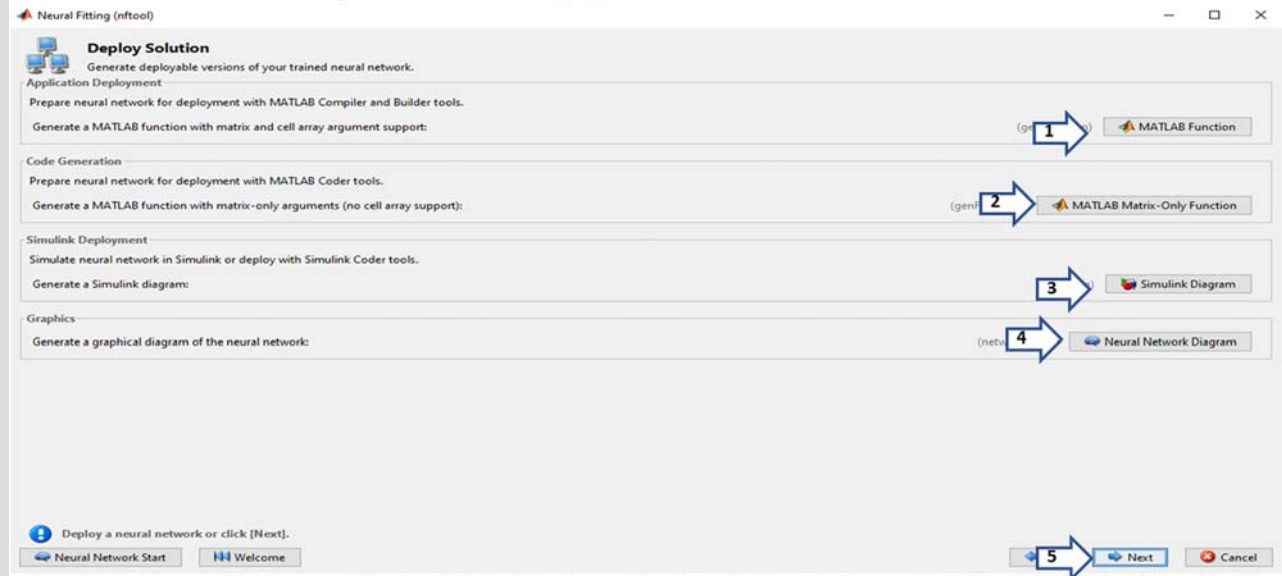 Neural Fitting (nftool)
Deploy Solution
Generate deployable versions of your trained neural network.
Application Deployment
Prepare neural network for deployment with MATLAB Compiler and Builder tools.
Generate a MATLAB function with matrix and cell array argument support:
1
MATLAB Function
Code Generation
Prepare neural network for deployment with MATLAB Coder tools.
Generate a MATLAB function with matrix-only arguments (no cell array support):
2
MATLAB Matrix-Only Function
Simulink Deployment
Simulate neural network in Simulink or deploy with Simulink Coder tools.
Generate a Simulink diagram:
3
Simulink Diagram
Graphics
Generate a graphical diagram of the neural network:
4
Neural Network Diagram
Deploy a neural network or click [Next].
Neural Network Start
Welcome
5
Next
Cancel